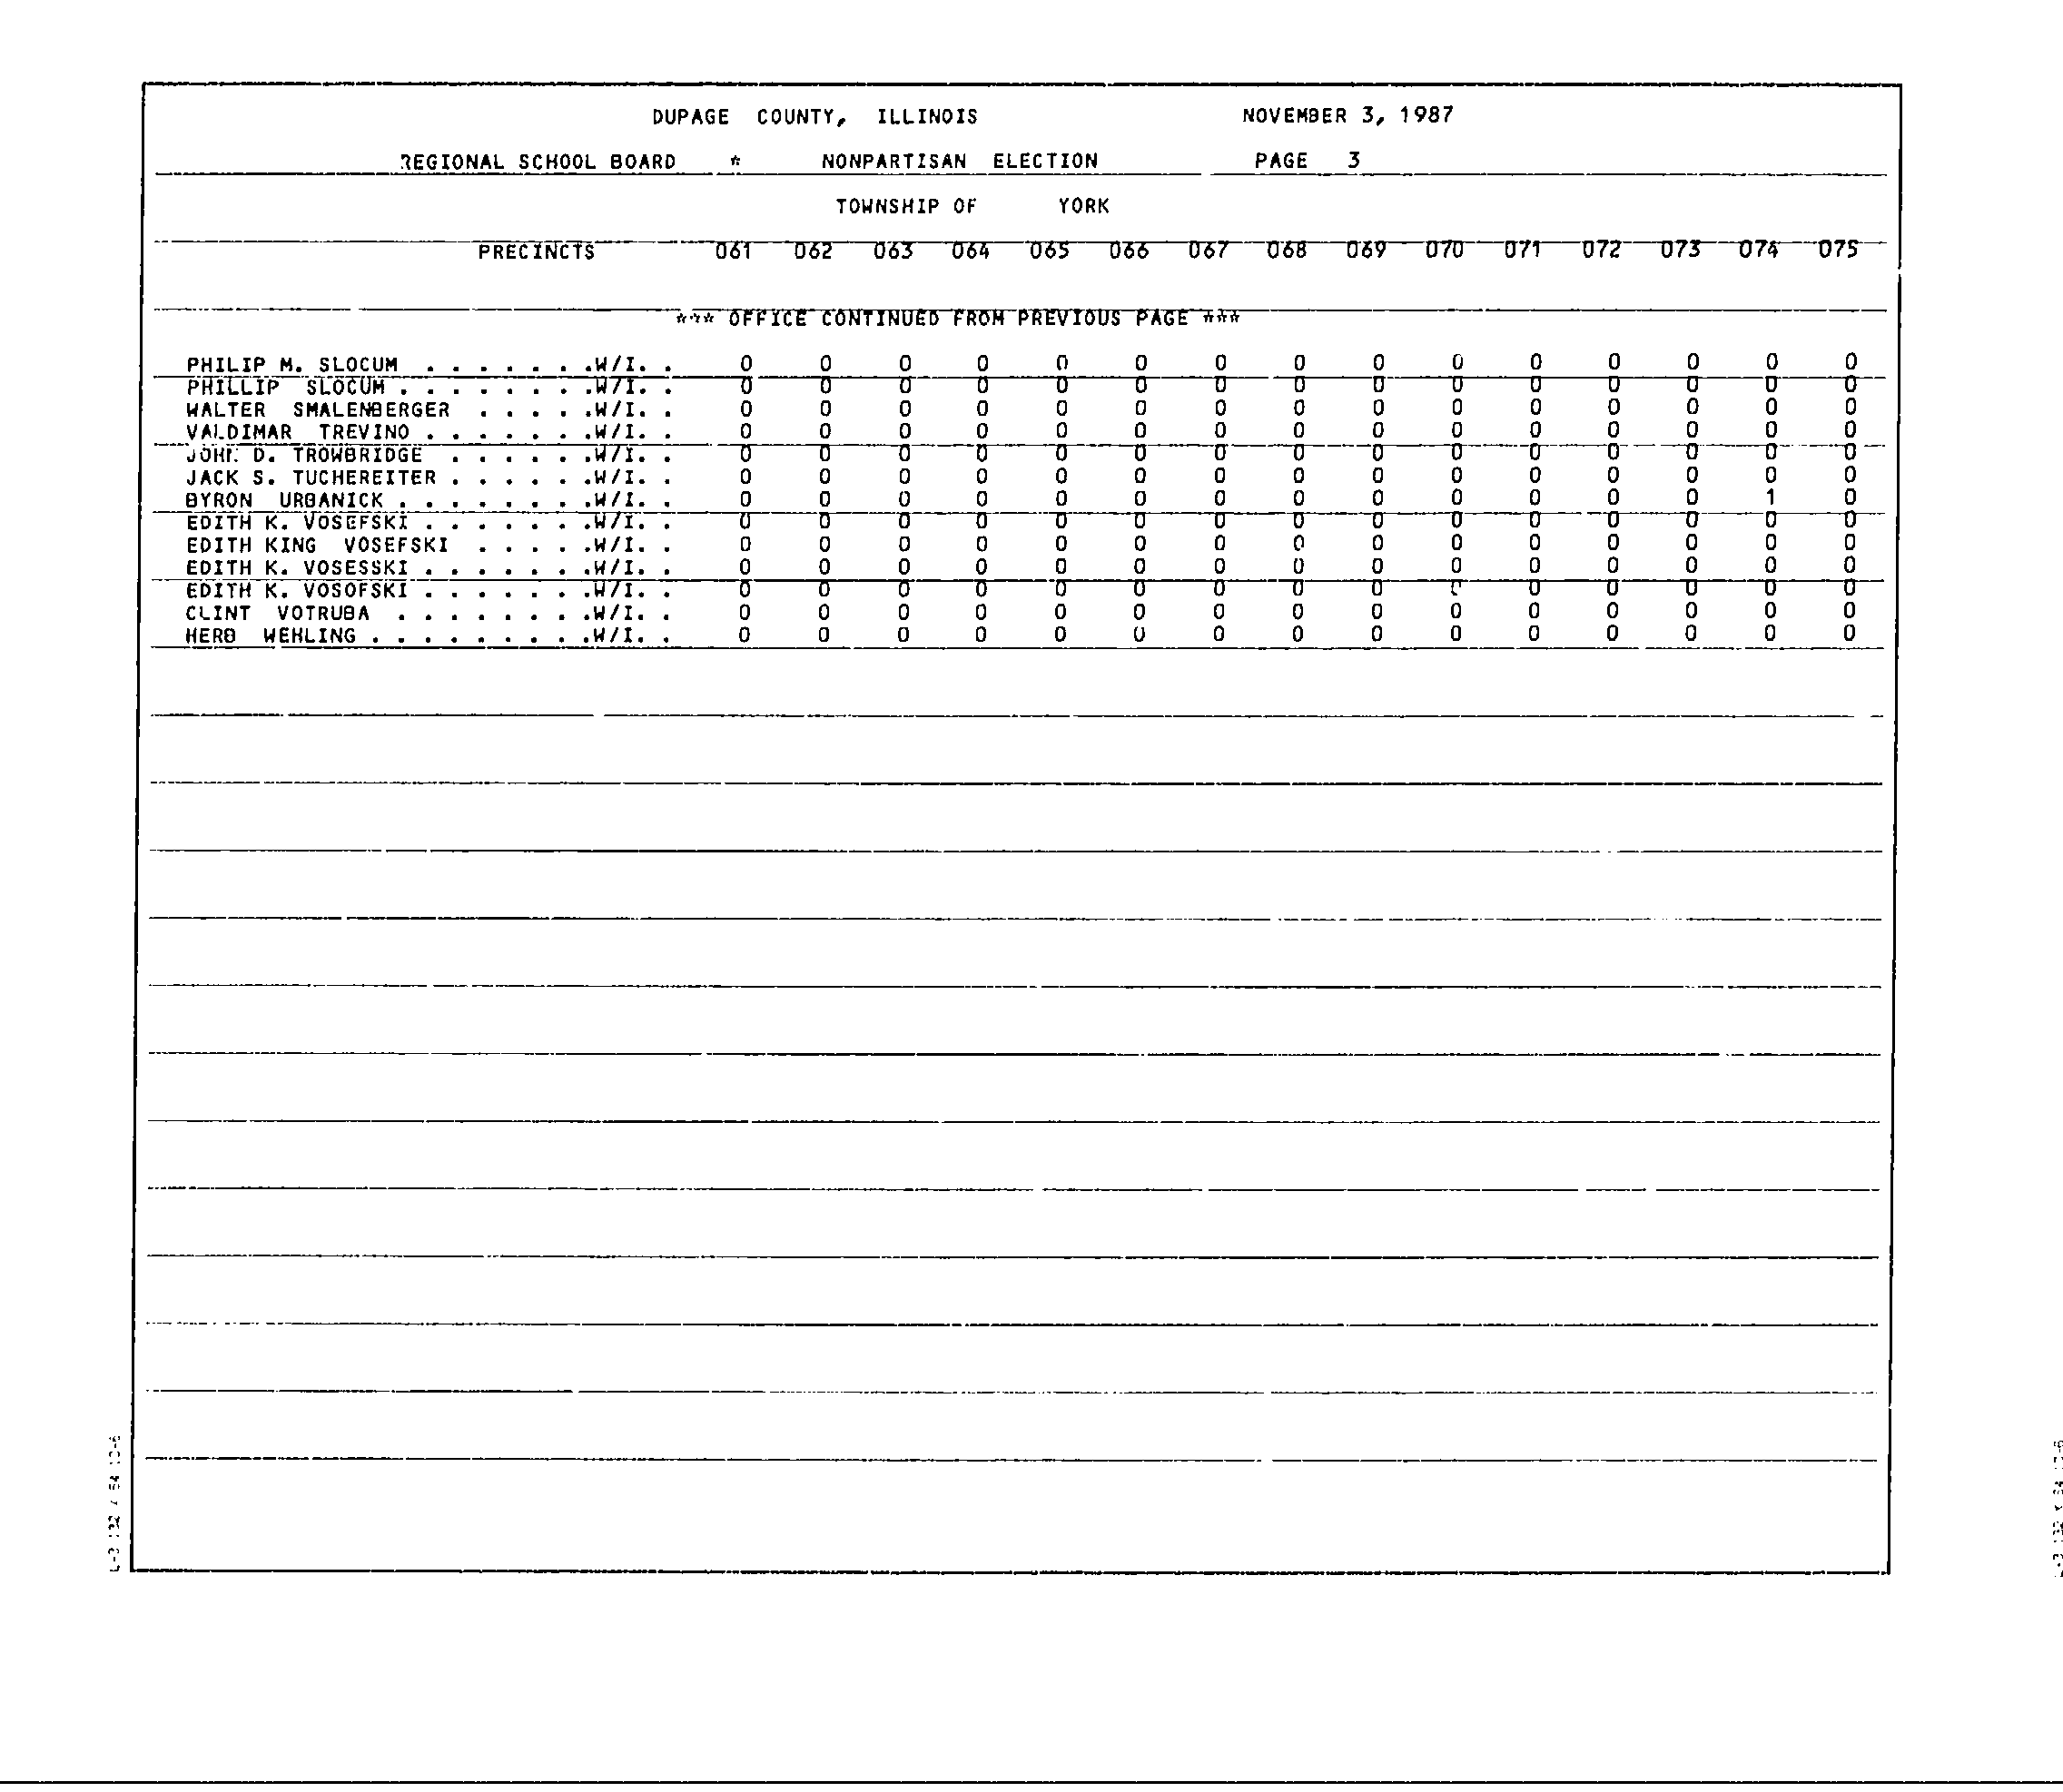 DUPAGE COUNTY, ILLINOIS NOVEMBER 3, 1987
REGIONAL SCHOOL BOARD * NONPARTISAN ELECTION PAGE 3
TOWNSHIP OF YORK
PRECINCTS 061 062 063 064 065 066 067 068 069 070 071 072 073 074 075
*** OFFICE CONTINUED FROM PREVIOUS PAGE ***
PHILIP M. SLOCUM . . . . . . .W/I. . 0 0 0 0 0 0 0 0 0 0 0 0 0 0 0
PHILLIP SLOCUM . . . . . . . .W/I. . 0 0 0 0 0 0 0 0 0 0 0 0 0 0 0
WALTER SMALENBERGER . . . . .W/I. . 0 0 0 0 0 0 0 0 0 0 0 0 0 0 0
VALDIMAR TREVINO . . . . . . .W/I. . 0 0 0 0 0 0 0 0 0 0 0 0 0 0 0
JOHN D. TROWBRIDGE . . . . . .W/I. . 0 0 0 0 0 0 0 0 0 0 0 0 0 0 0
JACK S. TUCHEREITER . . . . . .W/I. . 0 0 0 0 0 0 0 0 0 0 0 0 0 0 0
BYRON URBANICK . . . . . . . .W/I. . 0 0 0 0 0 0 0 0 0 0 0 0 0 1 0
EDITH K. VOSEFSKI . . . . . . .W/I. . 0 0 0 0 0 0 0 0 0 0 0 0 0 0 0
EDITH KING VOSEFSKI . . . . .W/I. . 0 0 0 0 0 0 0 0 0 0 0 0 0 0 0
EDITH K. VOSESSKI . . . . . . .W/I. . 0 0 0 0 0 0 0 0 0 0 0 0 0 0 0
EDITH K. VOSOFSKI . . . . . . .W/I. . 0 0 0 0 0 0 0 0 0 0 0 0 0 0 0
CLINT VOTRUBA . . . . . . . .W/I. . 0 0 0 0 0 0 0 0 0 0 0 0 0 0 0
HERB WEHLING . . . . . . . . .W/I. . 0 0 0 0 0 0 0 0 0 0 0 0 0 0 0